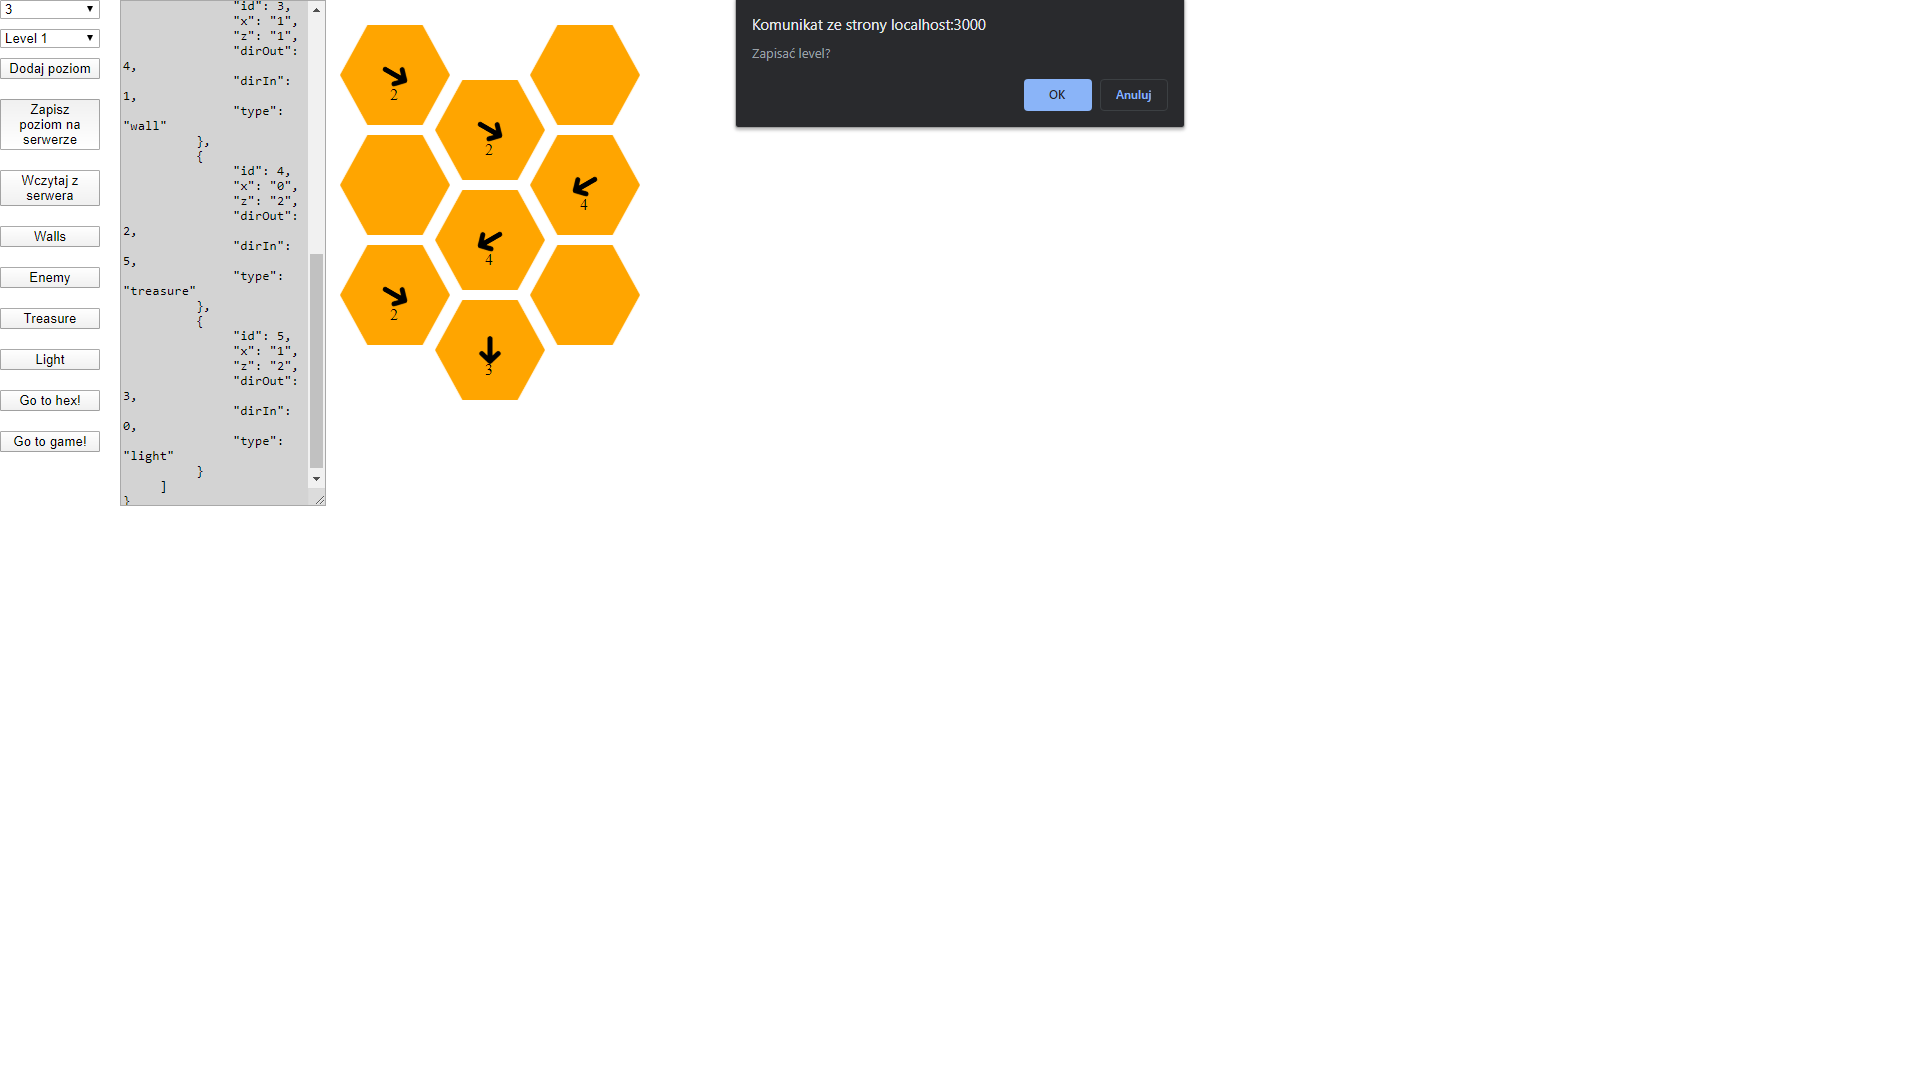 3
Level 1
Dodaj poziom
Zapisz
poziom na
serwerze
Wczytaj z
serwera
Walls
Enemy
Treasure
Light
Go to hex!
Go to game!
"id": 3,
"x": "1",
"z": "1",
"dirOut":
4,
"dirIn":
1,
"type":
"wall"
},
{
"id": 4,
"x": "0",
"z": "2",
"dirOut":
2,
"dirIn":
5,
"type":
"treasure"
},
{
"id": 5,
"x": "1",
"z": "2",
"dirOut":
3,
"dirIn":
0,
"type":
"light"
}
]
}
2
2
4
4
2
3
Komunikat ze strony localhost:3000
Zapisać level?
OK
Anuluj